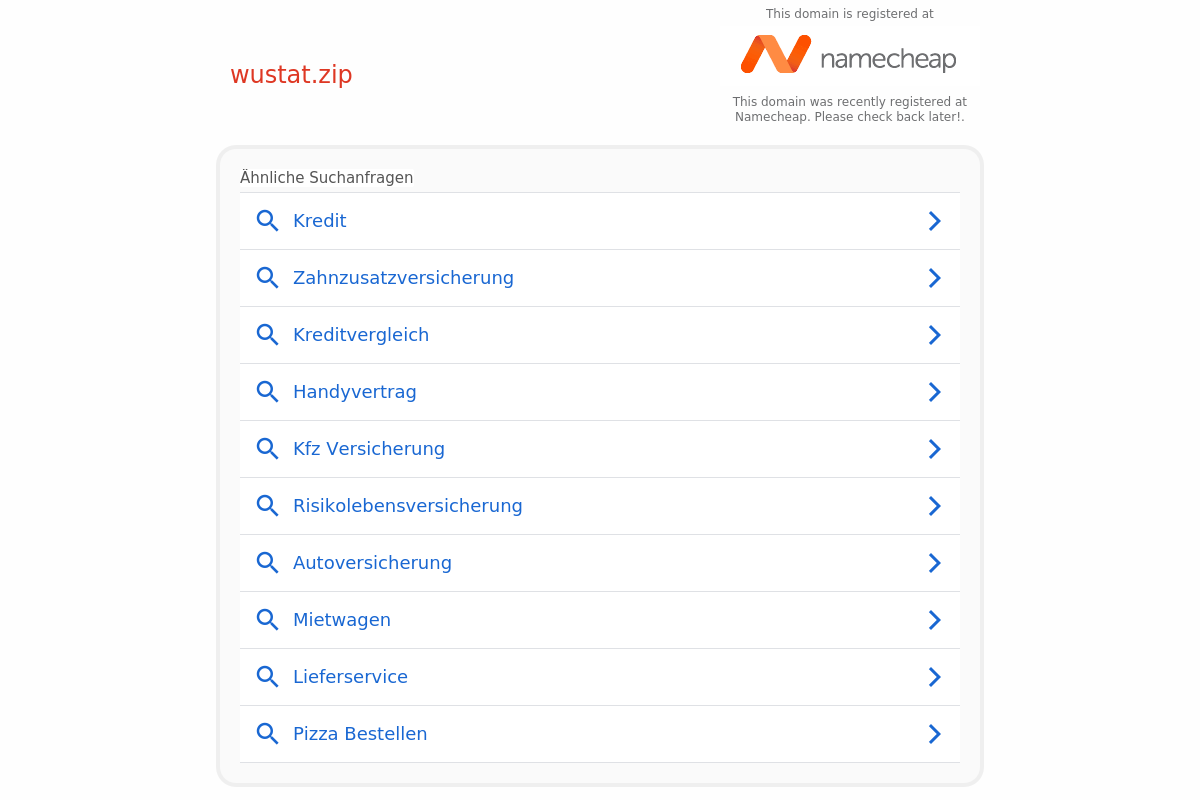 This domain is registered at
namecheap
wustat.zip
This domain was recently registered at
Namecheap. Please check back later!.
Ähnliche Suchanfragen
Kredit
Zahnzusatzversicherung
Kreditvergleich
Handyvertrag
Kfz Versicherung
Risikolebensversicherung
Autoversicherung
Mietwagen
Lieferservice
Pizza Bestellen